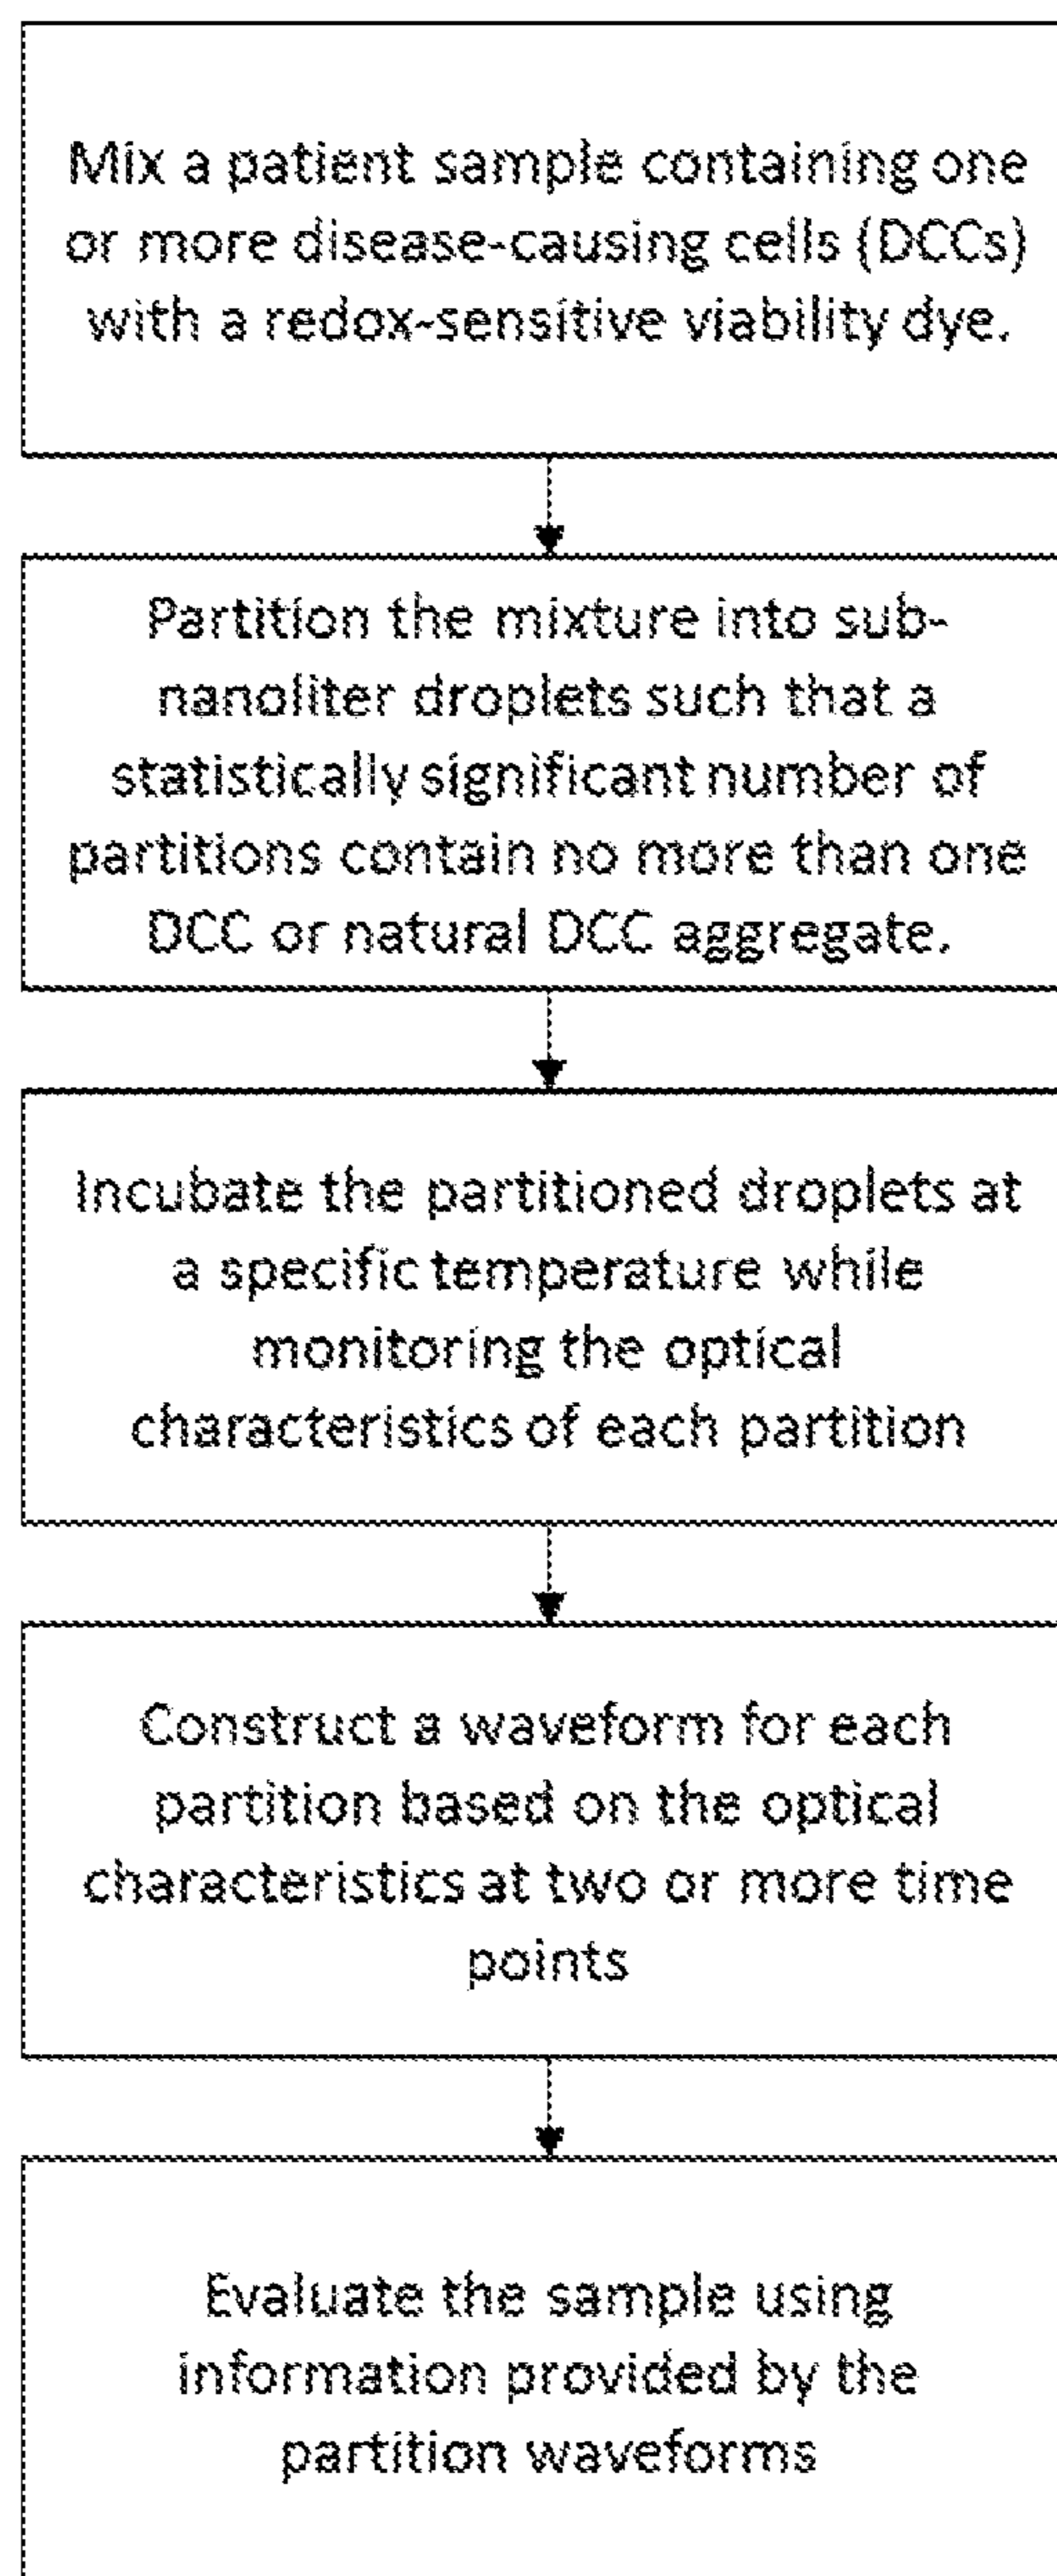 Mix a patient sample containing one
or more disease-causing cells (DCCs)
with a redox-sensitive viability dye.
Partition the mixture into sub-
nanoliter droplets such that a
statistically significant number of
partitions contain no more than one
DCC or natural DCC aggregate.
Incubate the partitioned droplets at
a specific temperature while
monitoring the optical
characteristics of each partition
Construct a waveform for each
partition based on the optical
characteristics at two or more time
points
Evaluate the sample using
information provided by the
partition waveforms